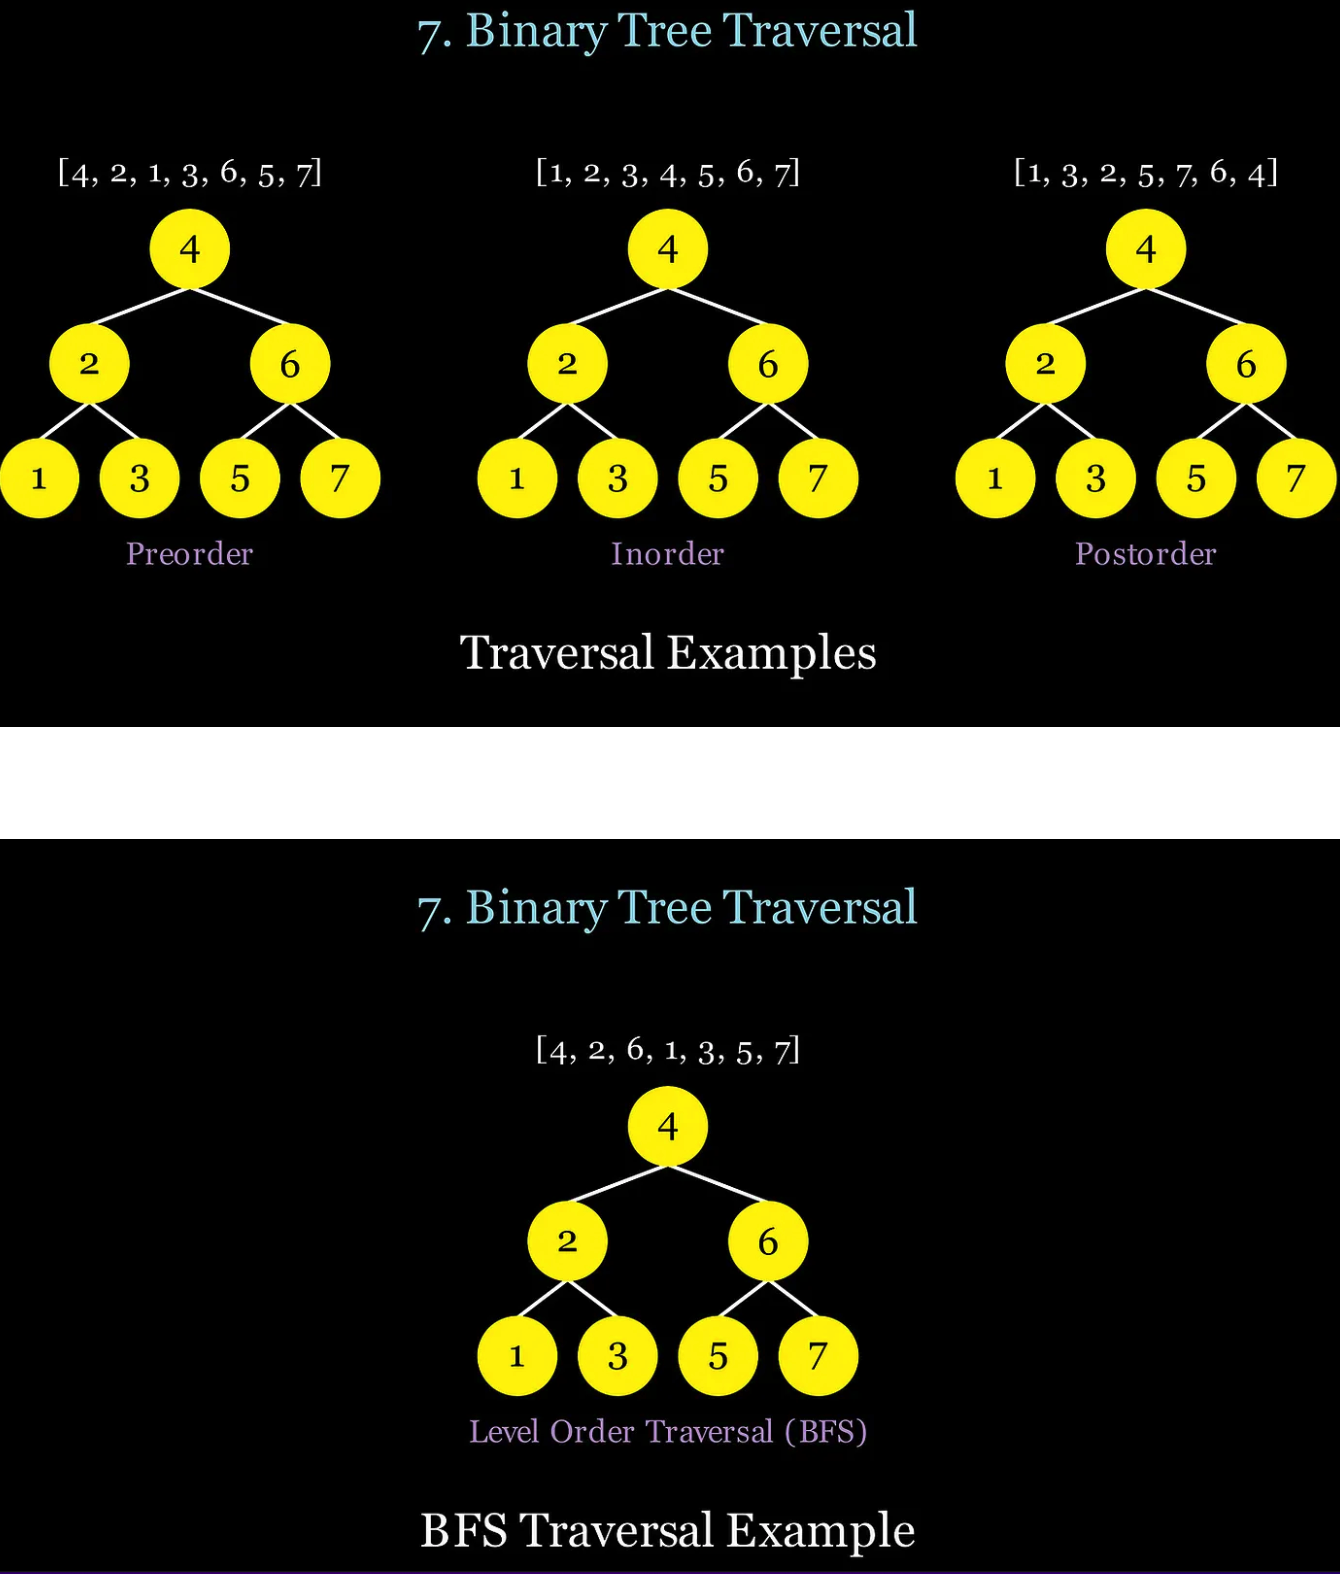 7. Binary Tree Traversal
[4, 2, 1, 3, 6, 5, 7]
4
2 6
1 3 5 7
Preorder
[1, 2, 3, 4, 5, 6, 7]
4
2 6
1 3 5 7
Inorder
[1, 3, 2, 5, 7, 6, 4]
4
2 6
1 3 5 7
Postorder
Traversal Examples
7. Binary Tree Traversal
[4, 2, 6, 1, 3, 5, 7]
4
2 6
1 3 5 7
Level Order Traversal (BFS)
BFS Traversal Example